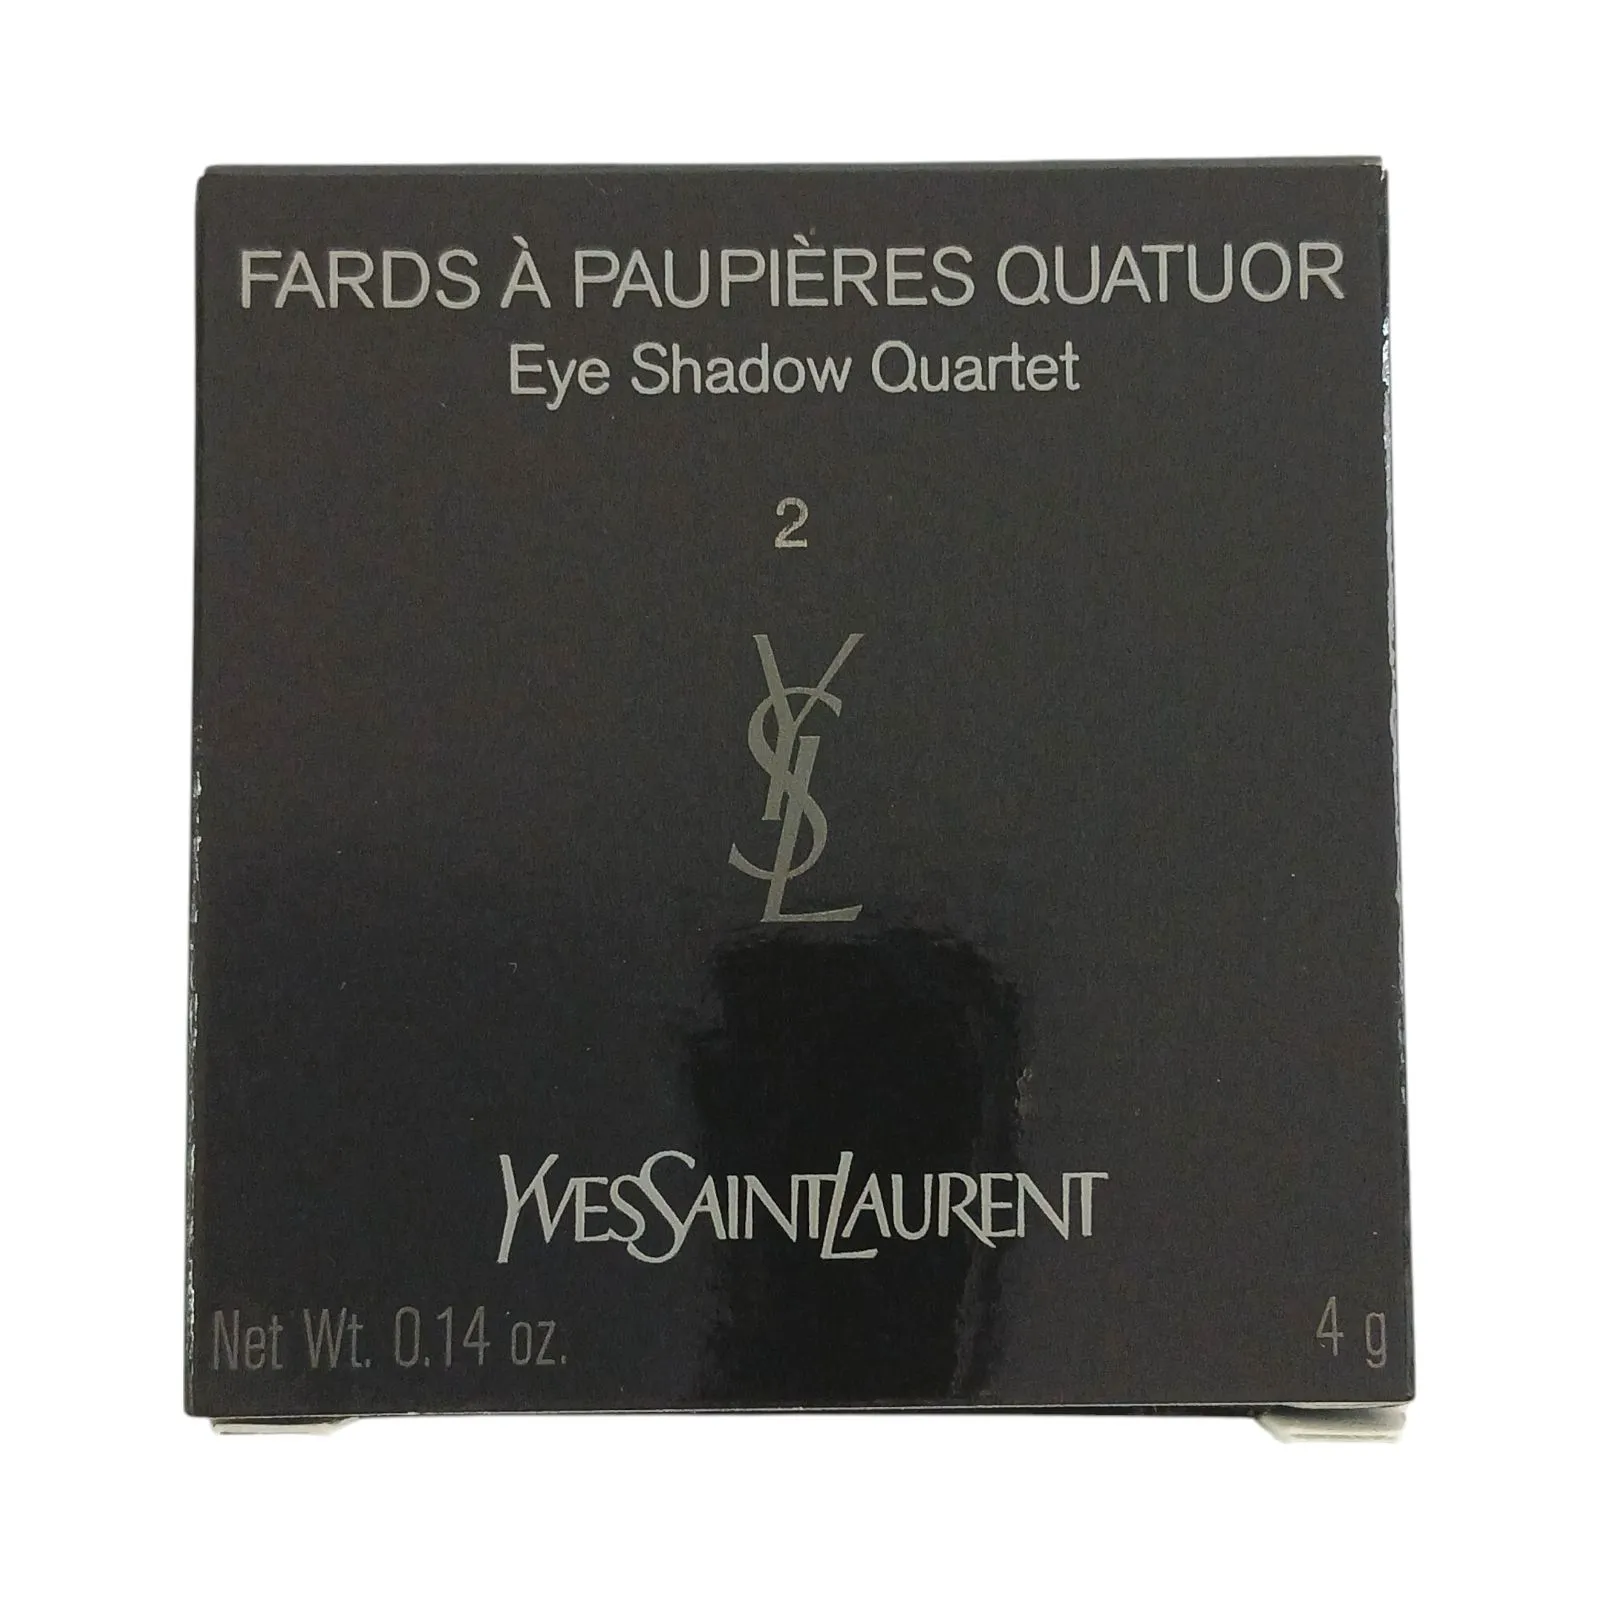 FARDS À PAUPIÈRES QUATUOR
Eye Shadow Quartet
2
YSL
YVESSAINTLAURENT
Net Wt. 0.14 oz. 4 g